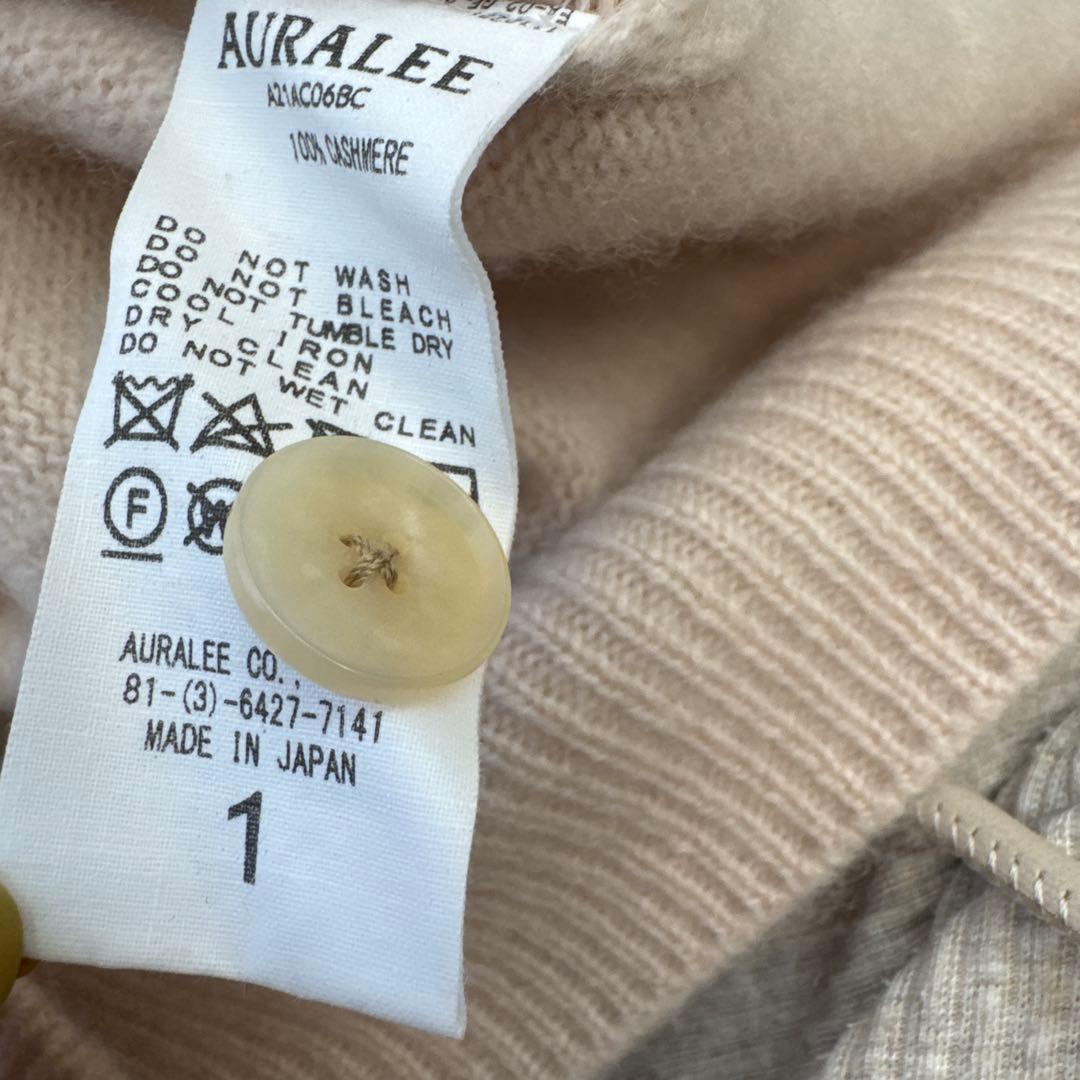 AURALEE
A21AC06BC
100% CASHMERE
DO NOT WASH
DO NOT BLEACH
DO NOT TUMBLE DRY
COOL IRON
DRY CLEAN
DO NOT WET CLEAN
F
W
AURALEE CO.,
81-(3)-6427-7141
MADE IN JAPAN
1